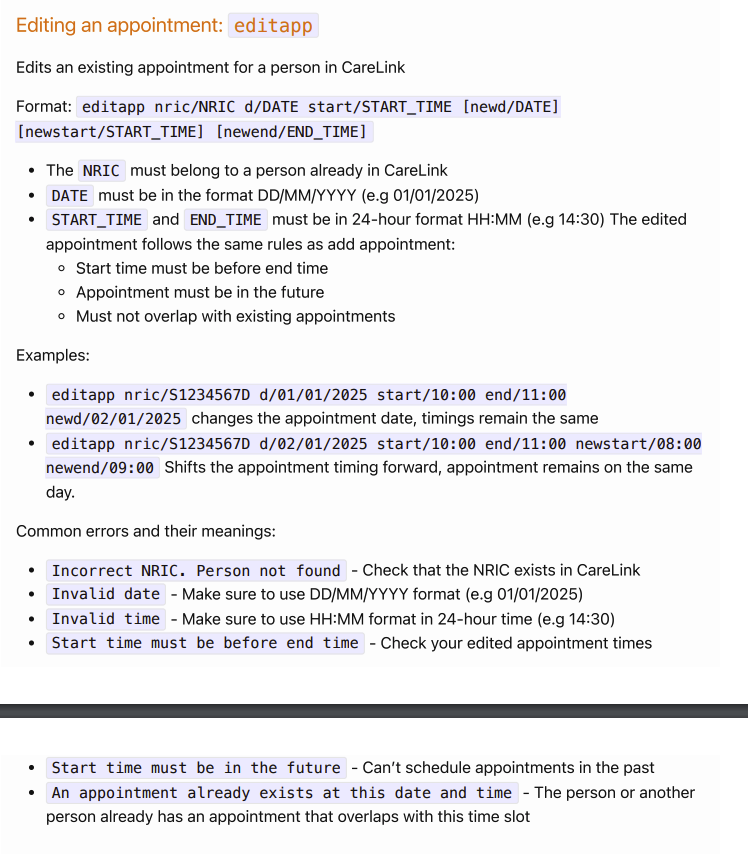 Editing an appointment: editapp
Edits an existing appointment for a person in CareLink
Format: editapp nric/NRIC d/DATE start/START_TIME [newd/DATE]
[newstart/START_TIME] [newend/END_TIME]
• The NRIC must belong to a person already in CareLink
• DATE must be in the format DD/MM/YYYY (e.g 01/01/2025)
• START_TIME and END_TIME must be in 24-hour format HH:MM (e.g 14:30) The edited
appointment follows the same rules as add appointment:
◦ Start time must be before end time
◦ Appointment must be in the future
◦ Must not overlap with existing appointments
Examples:
• editapp nric/S1234567D d/01/01/2025 start/10:00 end/11:00
newd/02/01/2025 changes the appointment date, timings remain the same
• editapp nric/S1234567D d/02/01/2025 start/10:00 end/11:00 newstart/08:00
newend/09:00 Shifts the appointment timing forward, appointment remains on the same
day.
Common errors and their meanings:
• Incorrect NRIC. Person not found - Check that the NRIC exists in CareLink
• Invalid date - Make sure to use DD/MM/YYYY format (e.g 01/01/2025)
• Invalid time - Make sure to use HH:MM format in 24-hour time (e.g 14:30)
• Start time must be before end time - Check your edited appointment times
• Start time must be in the future - Can’t schedule appointments in the past
• An appointment already exists at this date and time - The person or another
person already has an appointment that overlaps with this time slot